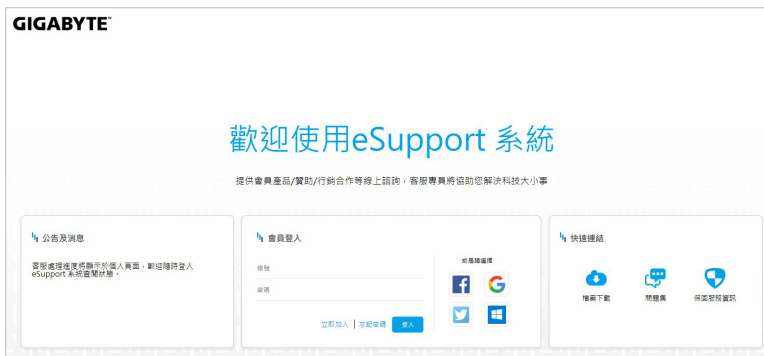 GIGABYTE™
歡迎使用eSupport 系統
提供會員產品/贊助/行銷合作等線上諮詢，客服專員將協助您解決科技大小事
公告及消息
客服處理進度將顯示於個人頁面，歡迎隨時登入
eSupport 系統查閱狀態。
會員登入
帳號
密碼
立即加入 | 忘記密碼 登入
或是請選擇
快速連結
檔案下載
問題集
保固服務資訊